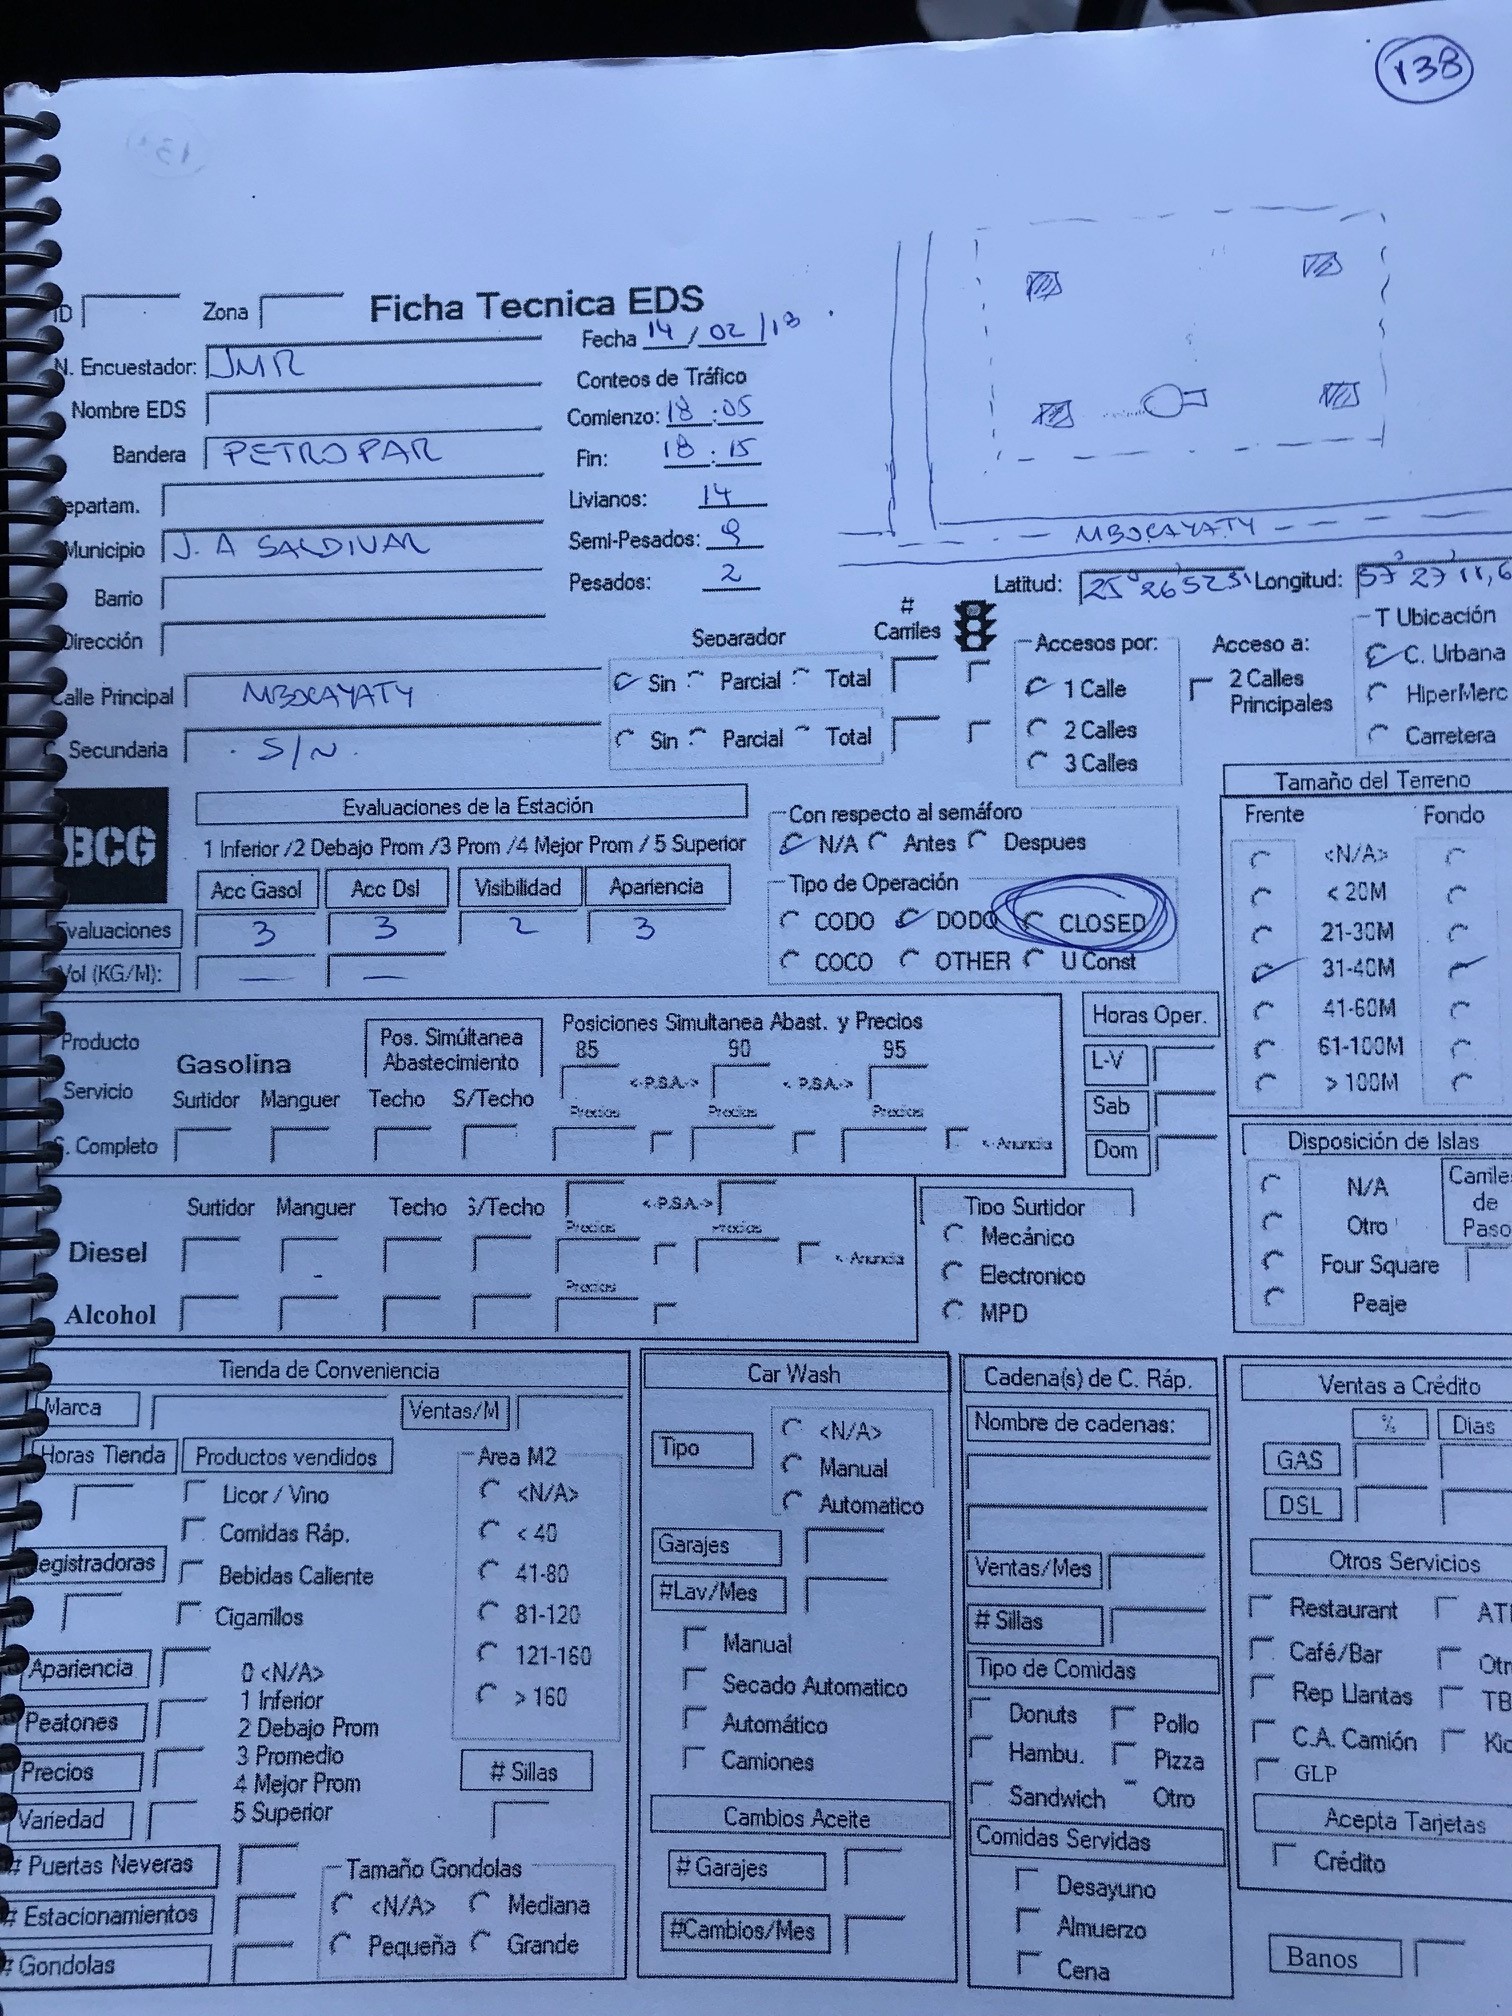 138
ID Zona Ficha Tecnica EDS
Fecha 14/02/18
N. Encuestador: JMR
Conteos de Tráfico
Nombre EDS
Comienzo: 18:05
Bandera PETROPAR
Fin: 18:15
epartam.
Livianos: 14
Municipio J. A SALDIVAR
Semi-Pesados: 9
MBOCAYATY
Barrio
Pesados: 2
Latitud: Longitud:
Dirección
Separador # Carriles
Accesos por: Acceso a: T Ubicación
Calle Principal MBOCAYATY Sin Parcial Total
1 Calle 2 Calles Principales C. Urbana
HiperMerc
C. Secundaria S/N. Sin Parcial Total
2 Calles Carretera
3 Calles
BCG
Evaluaciones de la Estación
1 Inferior /2 Debajo Prom /3 Prom /4 Mejor Prom / 5 Superior
Acc Gasol Acc Dsl Visibilidad Apariencia
Evaluaciones 3 3 2 3
Vol (KG/M): — —
Con respecto al semáforo
N/A Antes Despues
Tipo de Operación
CODO DODO CLOSED
COCO OTHER U Const
Tamaño del Terreno
Frente Fondo
<N/A>
< 20M
21-30M
31-40M
41-60M
61-100M
> 100M
Producto
Servicio
Gasolina
Pos. Simúltanea Abastecimiento
Posiciones Simultanea Abast. y Precios
85 <-P.S.A.-> 90 <-P.S.A.-> 95
Surtidor Manguer Techo S/Techo Precios Precios Precios
S. Completo <-Anuncia
Horas Oper.
L-V
Sab
Dom
Disposición de Islas
N/A
Otro
Four Square
Peaje
Carriles de Paso
Surtidor Manguer Techo S/Techo <-P.S.A.->
Precios Precios
Diesel <-Anuncia
Precios
Alcohol
Tipo Surtidor
Mecánico
Electronico
MPD
Tienda de Conveniencia
Marca Ventas/M
Horas Tienda Productos vendidos
Licor / Vino
Comidas Ráp.
Bebidas Caliente
Cigarrillos
egistradoras
Area M2
<N/A>
< 40
41-80
81-120
121-160
> 160
Apariencia
Peatones
Precios
Variedad
0 <N/A>
1 Inferior
2 Debajo Prom
3 Promedio
4 Mejor Prom
5 Superior
# Sillas
# Puertas Neveras
# Estacionamientos
# Gondolas
Tamaño Gondolas
<N/A> Mediana
Pequeña Grande
Car Wash
Tipo
<N/A>
Manual
Automatico
Garajes
#Lav/Mes
Manual
Secado Automatico
Automático
Camiones
Cambios Aceite
# Garajes
#Cambios/Mes
Cadena(s) de C. Ráp.
Nombre de cadenas:
Ventas/Mes
# Sillas
Tipo de Comidas
Donuts Pollo
Hambu. Pizza
Sandwich Otro
Comidas Servidas
Desayuno
Almuerzo
Cena
Ventas a Crédito
% Dias
GAS
DSL
Otros Servicios
Restaurant
Café/Bar
Rep Llantas
C.A. Camión
GLP
Acepta Tarjetas
Crédito
Banos